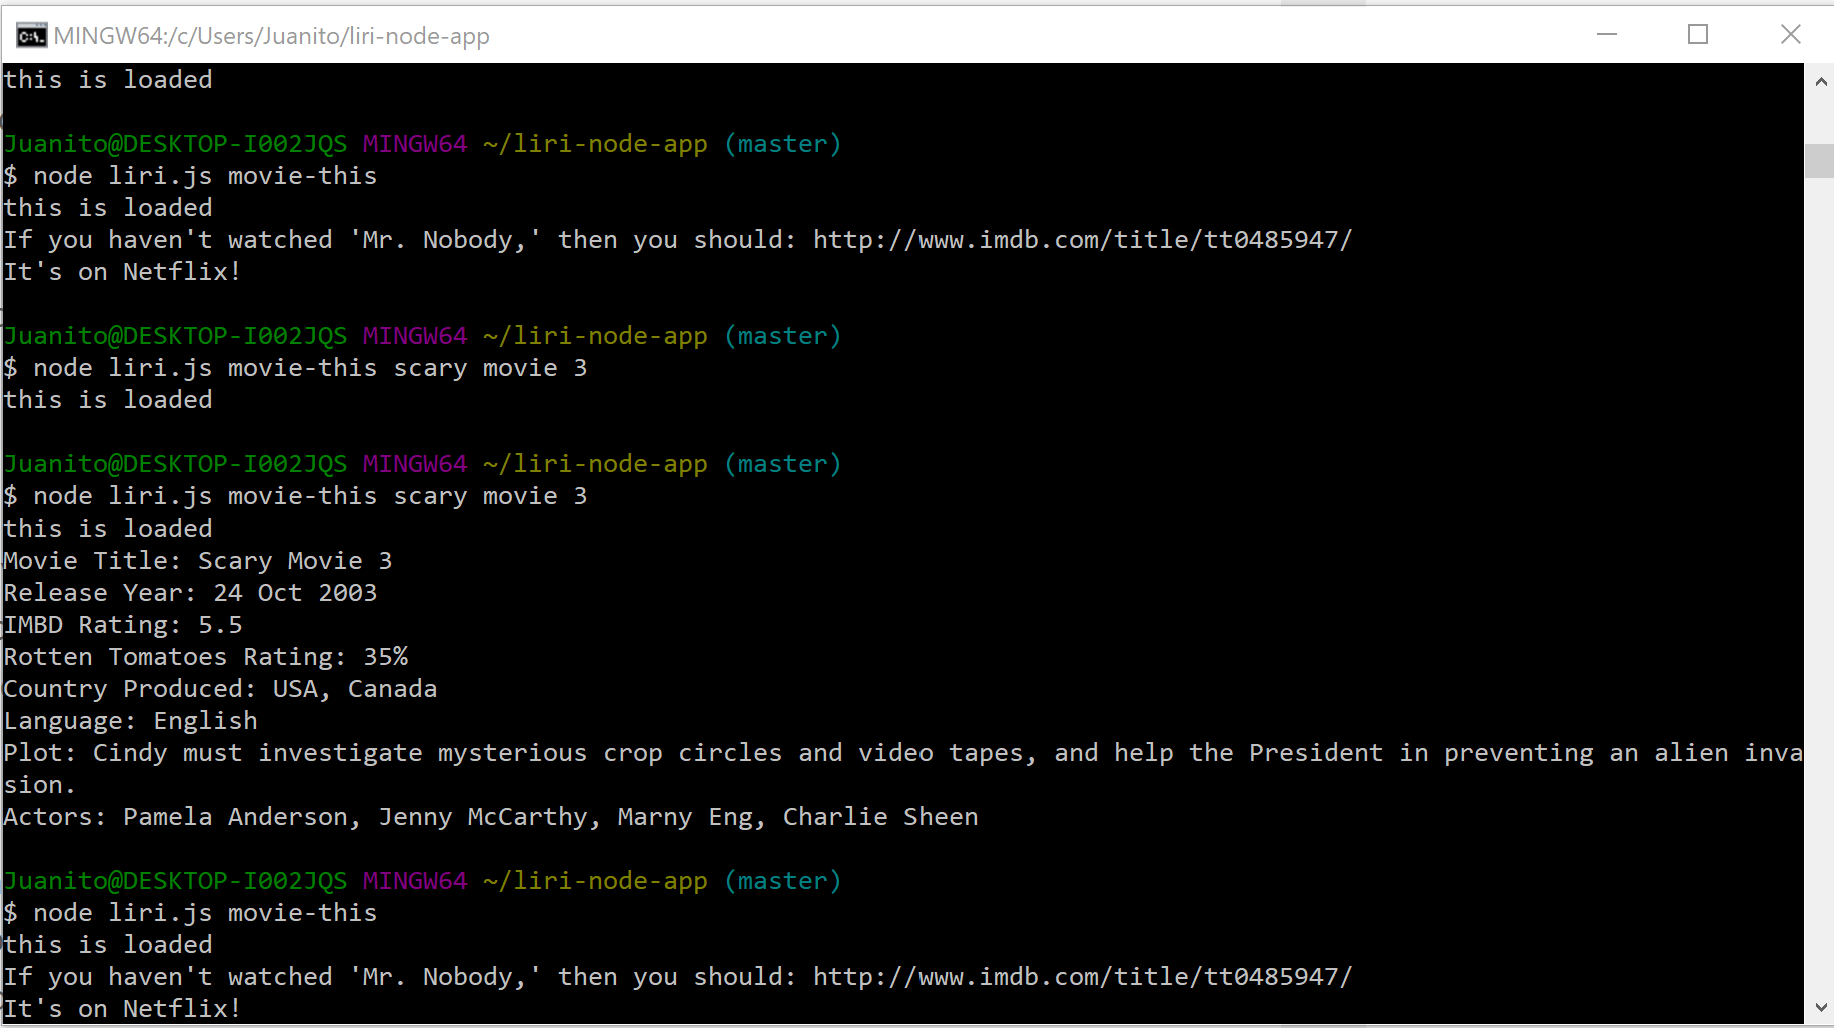 MINGW64:/c/Users/Juanito/liri-node-app
this is loaded
Juanito@DESKTOP-I002JQS MINGW64 ~/liri-node-app (master)
$ node liri.js movie-this
this is loaded
If you haven't watched 'Mr. Nobody,' then you should: http://www.imdb.com/title/tt0485947/
It's on Netflix!
Juanito@DESKTOP-I002JQS MINGW64 ~/liri-node-app (master)
$ node liri.js movie-this scary movie 3
this is loaded
Juanito@DESKTOP-I002JQS MINGW64 ~/liri-node-app (master)
$ node liri.js movie-this scary movie 3
this is loaded
Movie Title: Scary Movie 3
Release Year: 24 Oct 2003
IMBD Rating: 5.5
Rotten Tomatoes Rating: 35%
Country Produced: USA, Canada
Language: English
Plot: Cindy must investigate mysterious crop circles and video tapes, and help the President in preventing an alien inva
sion.
Actors: Pamela Anderson, Jenny McCarthy, Marny Eng, Charlie Sheen
Juanito@DESKTOP-I002JQS MINGW64 ~/liri-node-app (master)
$ node liri.js movie-this
this is loaded
If you haven't watched 'Mr. Nobody,' then you should: http://www.imdb.com/title/tt0485947/
It's on Netflix!